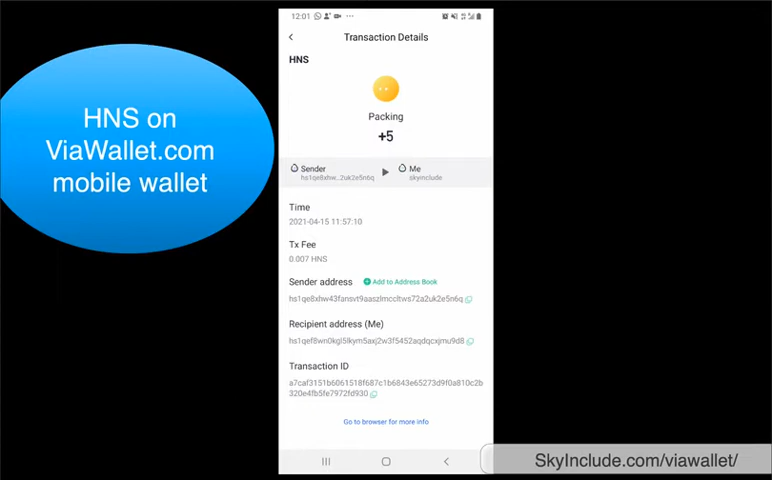 HNS on
ViaWallet.com
mobile wallet
12:01
Transaction Details
HNS
Packing
+5
Sender
hs1qe8xhw...2uk2e5n6q
Me
skyinclude
Time
2021-04-15 11:57:10
Tx Fee
0.007 HNS
Sender address Add to Address Book
hs1qe8xhw43fansvt9aaszlmccltws72a2uk2e5n6q
Recipient address (Me)
hs1qef8wn0kgl5lkym5axj2w3f5452aqdqcxjmu9d8
Transaction ID
a7caf3151b6061518f687c1b6843e65273d9f0a810c2b
320e4fb5fe7972fd930
Go to browser for more info
SkyInclude.com/viawallet/